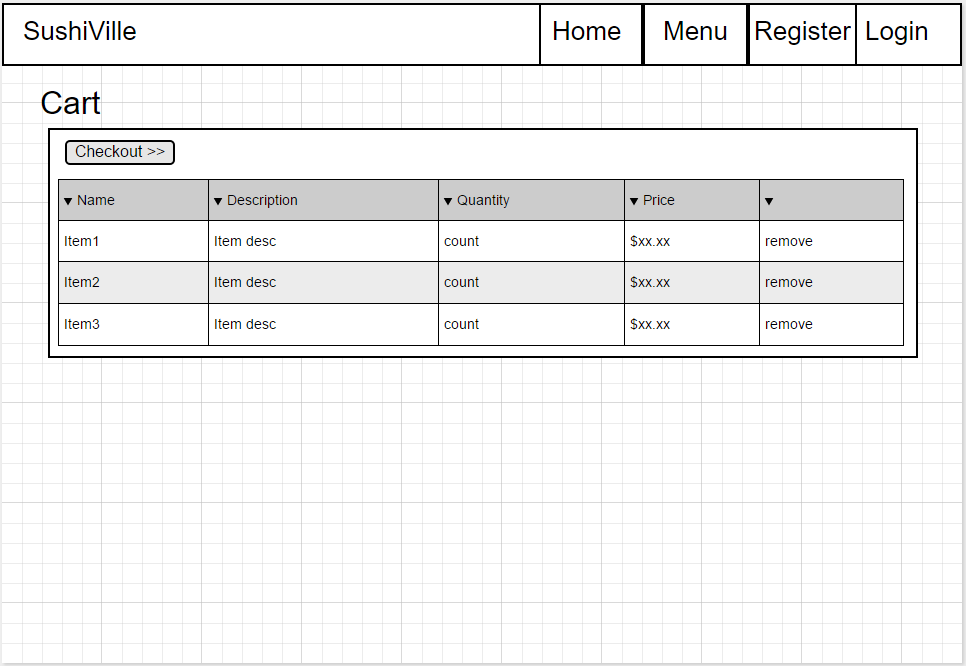 SushiVille Home Menu Register Login
Cart
Checkout >>
▼ Name ▼ Description ▼ Quantity ▼ Price ▼
Item1 Item desc count $xx.xx remove
Item2 Item desc count $xx.xx remove
Item3 Item desc count $xx.xx remove